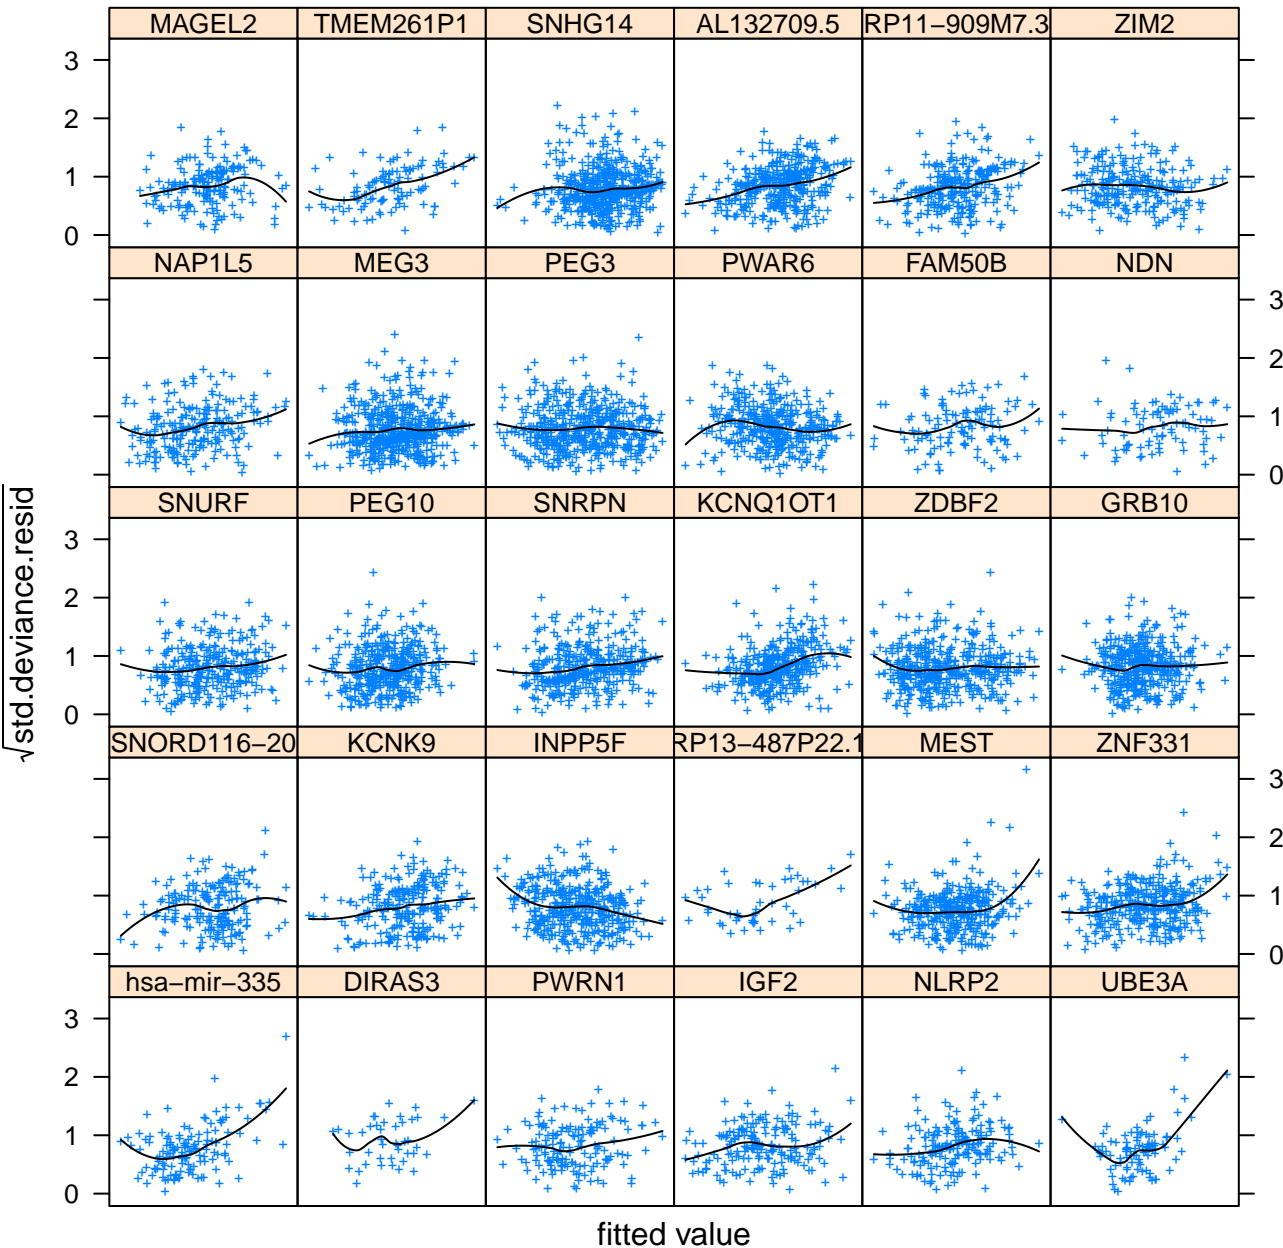 MAGEL2 TMEM261P1 SNHG14 AL132709.5 RP11−909M7.3 ZIM2
3
2
1
0
NAP1L5 MEG3 PEG3 PWAR6 FAM50B NDN
3
2
1
0
SNURF PEG10 SNRPN KCNQ1OT1 ZDBF2 GRB10
3
2
1
0
SNORD116−20 KCNK9 INPP5F RP13−487P22.1 MEST ZNF331
3
2
1
0
hsa−mir−335 DIRAS3 PWRN1 IGF2 NLRP2 UBE3A
3
2
1
0
√std.deviance.resid
fitted value